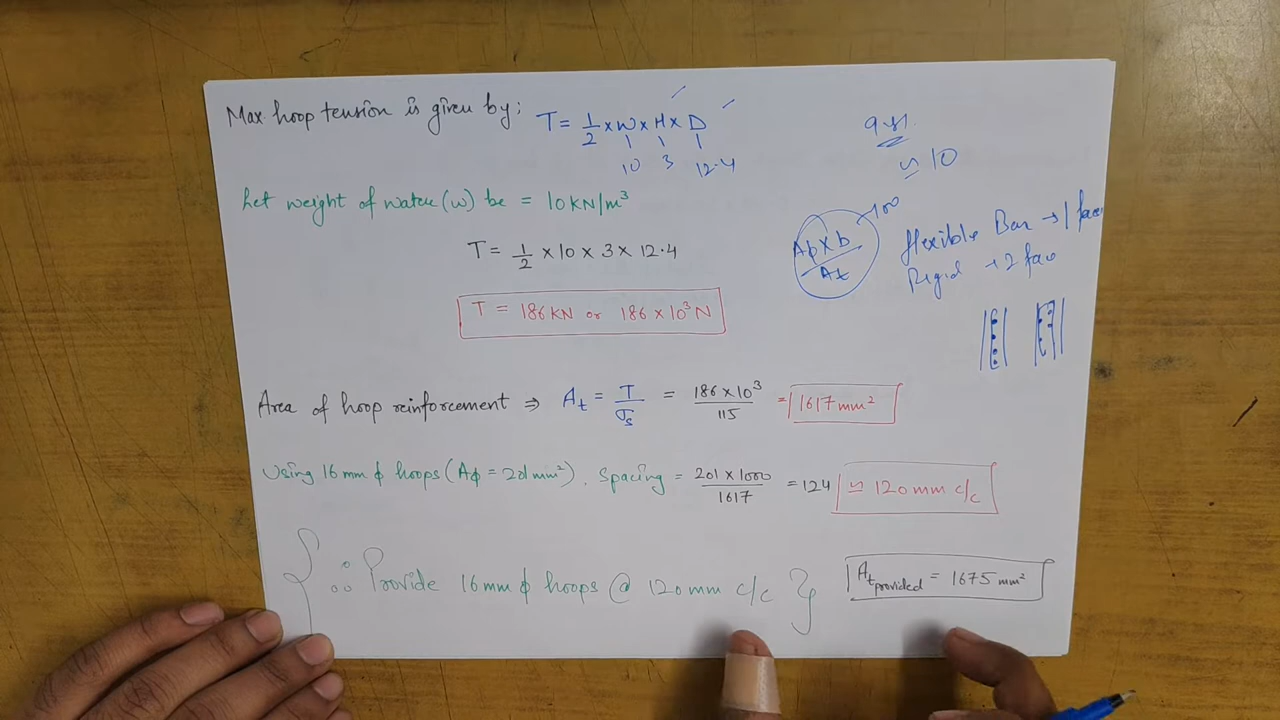 Max hoop tension is given by: T = 1/2 × W × H × D
10 3 12.4
9.81
≃ 10
Let weight of water (w) be = 10 KN/m³
Aϕ × b / At
100
flexible Bar → 1 face
Rigid → 2 fac
T = 1/2 × 10 × 3 × 12.4
T = 186 KN or 186 × 10³ N
Area of hoop reinforcement ⇒ At = T/σs = 186 × 10³ / 115 = 1617 mm²
Using 16 mm ϕ hoops (Aϕ = 201 mm²). Spacing = 201 × 1000 / 1617 = 124 ≃ 120 mm c/c
∴ Provide 16 mm ϕ hoops @ 120 mm c/c
At provided = 1675 mm²